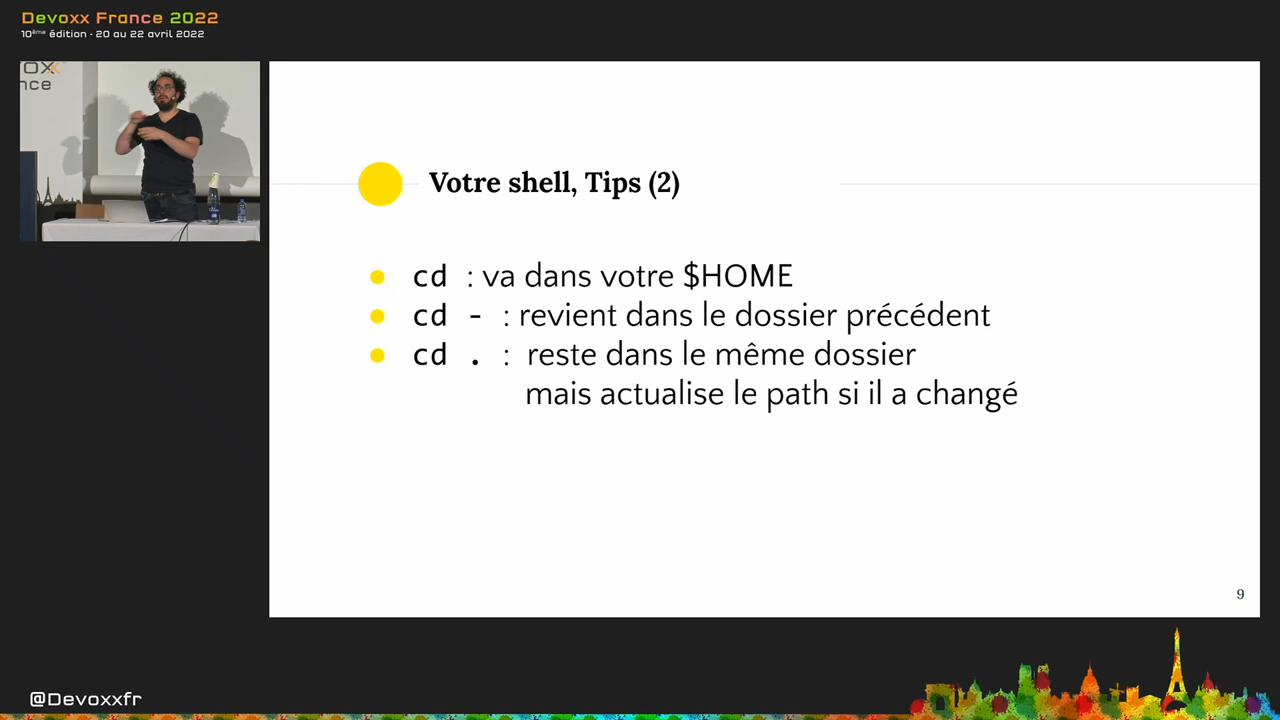 Devoxx France 2022
10ème édition - 20 au 22 avril 2022
OXX
nce
Votre shell, Tips (2)
cd : va dans votre $HOME
cd - : revient dans le dossier précédent
cd . : reste dans le même dossier
mais actualise le path si il a changé
9
@Devoxxfr